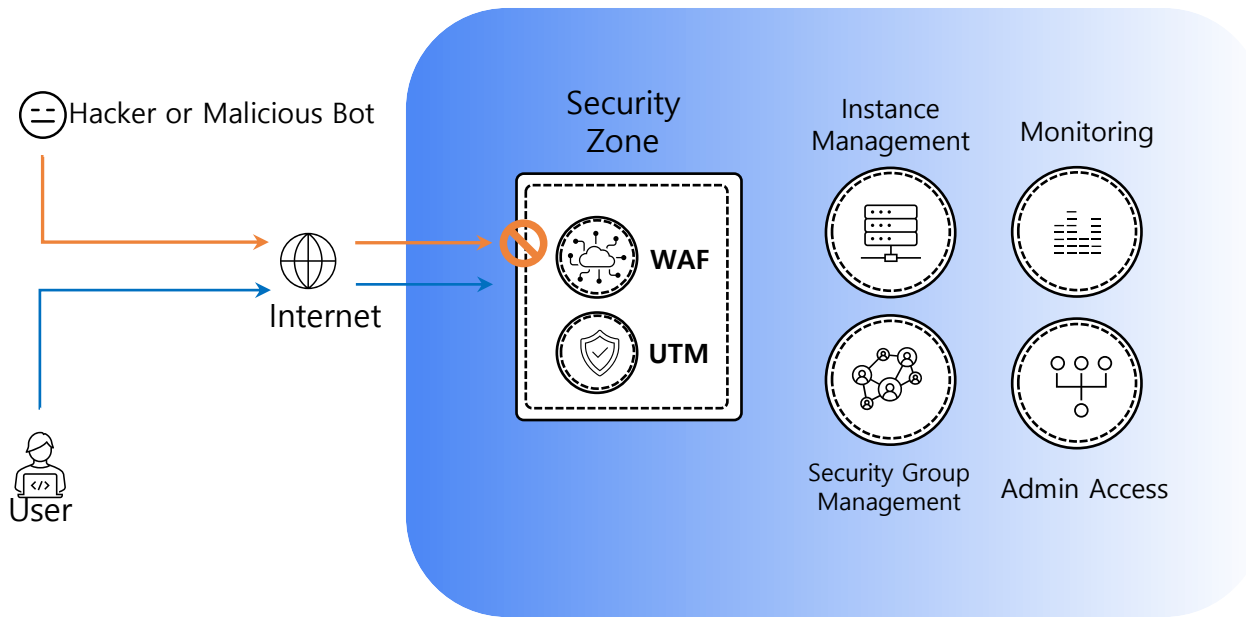 Hacker or Malicious Bot
Internet
User
Security
Zone
WAF
UTM
Instance
Management
Monitoring
Security Group
Management
Admin Access